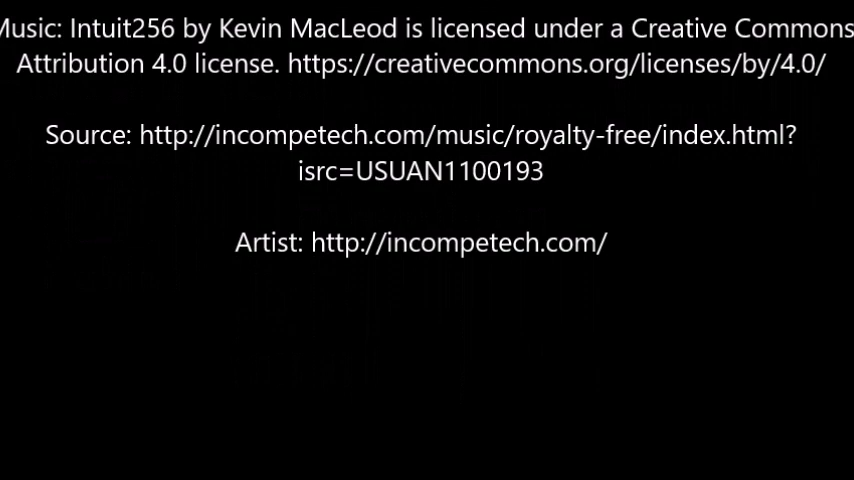 Music: Intuit256 by Kevin MacLeod is licensed under a Creative Commons
Attribution 4.0 license. https://creativecommons.org/licenses/by/4.0/
Source: http://incompetech.com/music/royalty-free/index.html?
isrc=USUAN1100193
Artist: http://incompetech.com/